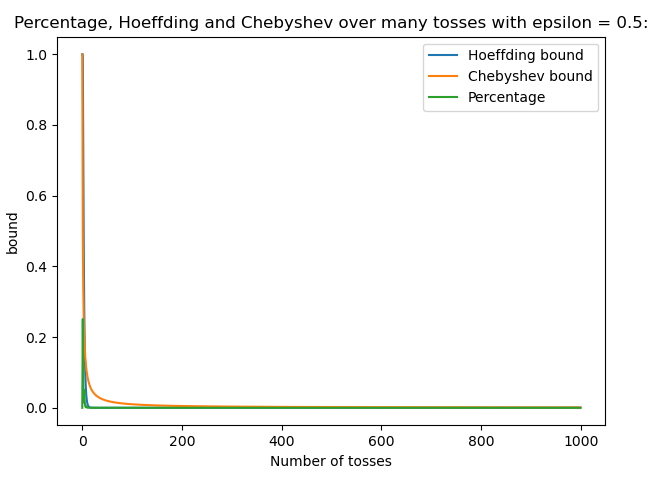 Percentage, Hoeffding and Chebyshev over many tosses with epsilon = 0.5:
Hoeffding bound
Chebyshev bound
Percentage
1.0
0.8
0.6
0.4
0.2
0.0
bound
0 200 400 600 800 1000
Number of tosses